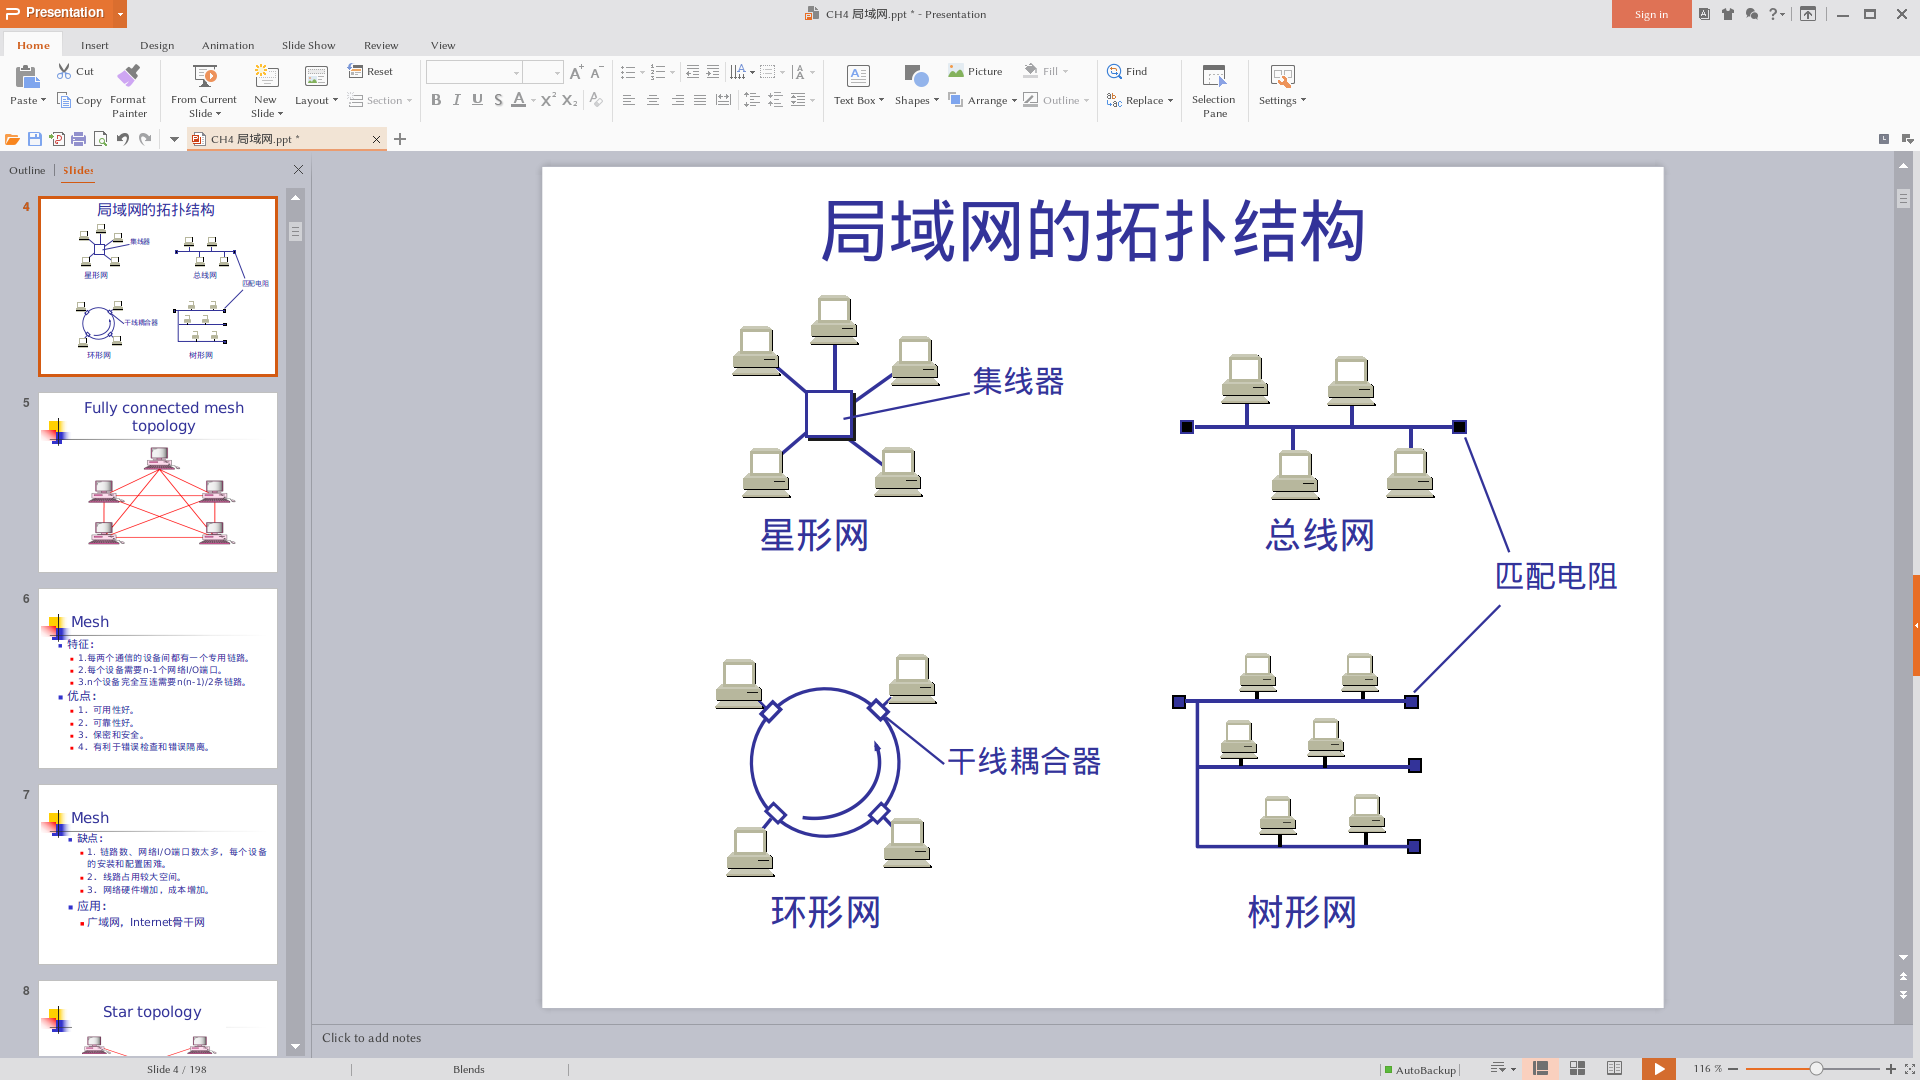 Presentation
CH4 局域网.ppt * - Presentation
Sign in
Home
Insert
Design
Animation
Slide Show
Review
View
Paste
Cut
Copy
Format Painter
From Current Slide
New Slide
Layout
Reset
Section
Text Box
Shapes
Picture
Arrange
Fill
Outline
Find
Replace
Selection Pane
Settings
CH4 局域网.ppt *
Outline
Slides
4
局域网的拓扑结构
集线器
星形网
总线网
匹配电阻
干线耦合器
环形网
树形网
5
Fully connected mesh
topology
6
Mesh
特征:
1.每两个通信的设备间都有一个专用链路。
2.每个设备需要n-1个网络I/O端口。
3.n个设备完全互连需要n(n-1)/2条链路。
优点:
1. 可用性好。
2. 可靠性好。
3. 保密和安全。
4. 有利于错误检查和错误隔离。
7
Mesh
缺点:
1. 链路数、网络I/O端口数太多，每个设备
的安装和配置困难。
2. 线路占用较大空间。
3. 网络硬件增加，成本增加。
应用:
广域网，Internet骨干网
8
Star topology
局域网的拓扑结构
集线器
星形网
总线网
匹配电阻
干线耦合器
环形网
树形网
Click to add notes
Slide 4 / 198
Blends
AutoBackup
116 %